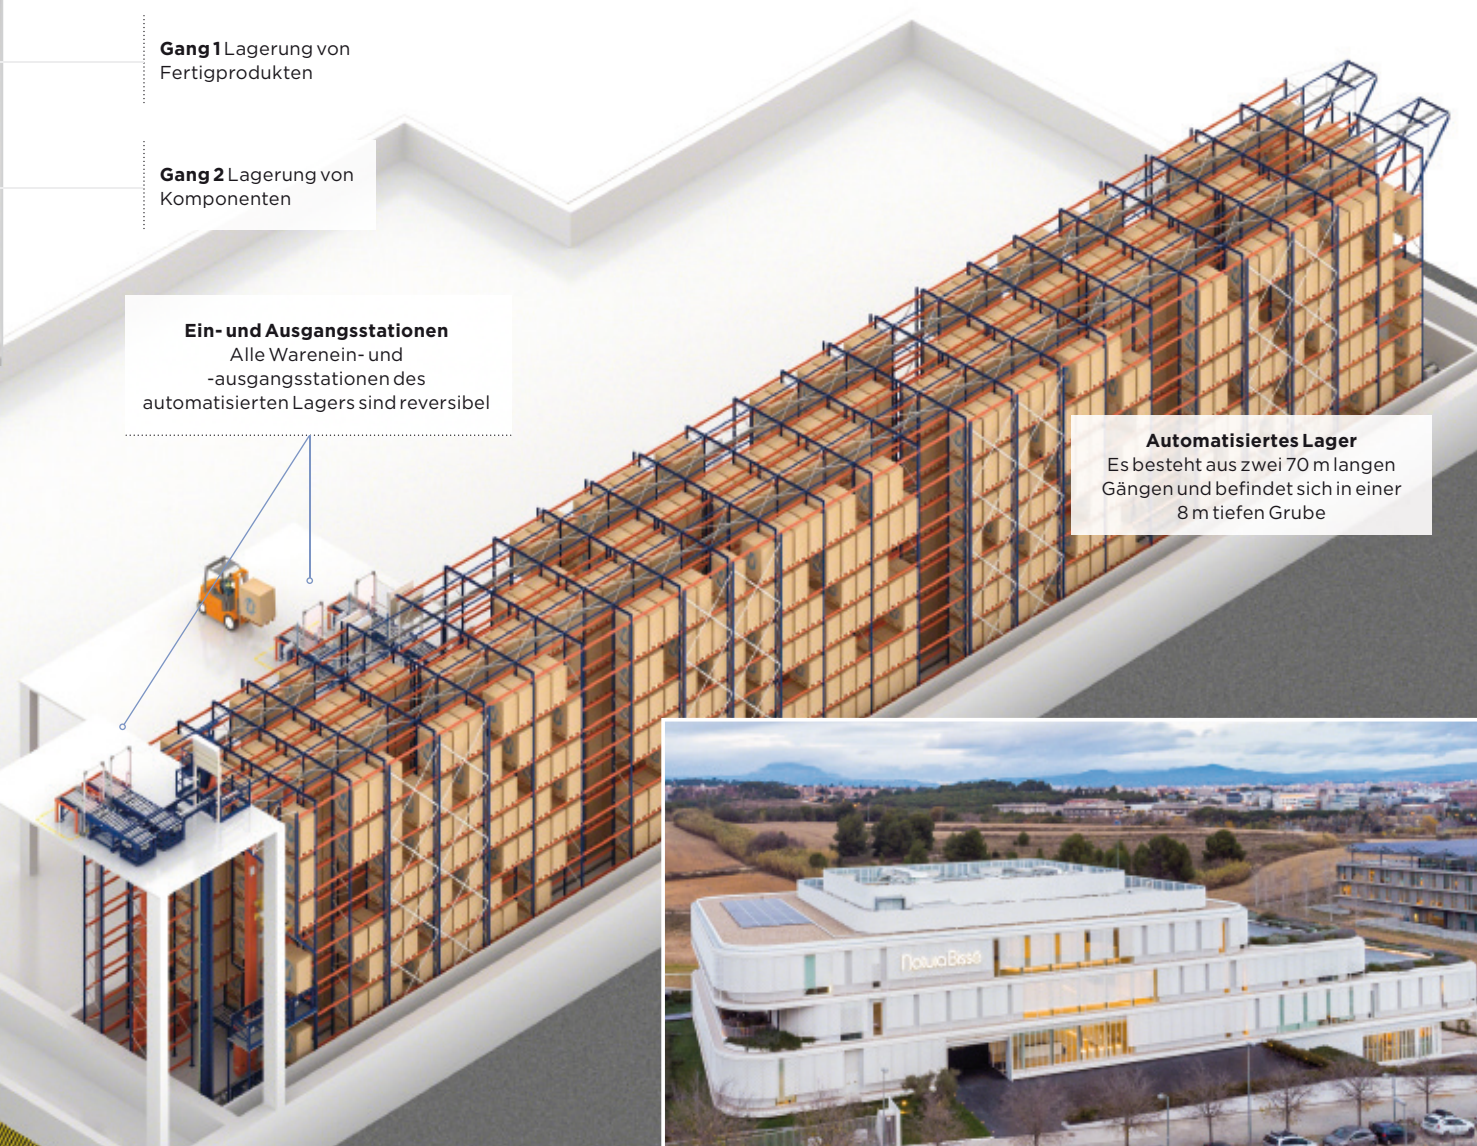 Gang 1 Lagerung von
Fertigprodukten
Gang 2 Lagerung von
Komponenten
Ein- und Ausgangsstationen
Alle Warenein- und
-ausgangsstationen des
automatisierten Lagers sind reversibel
Automatisiertes Lager
Es besteht aus zwei 70 m langen
Gängen und befindet sich in einer
8 m tiefen Grube
Natura Bissé